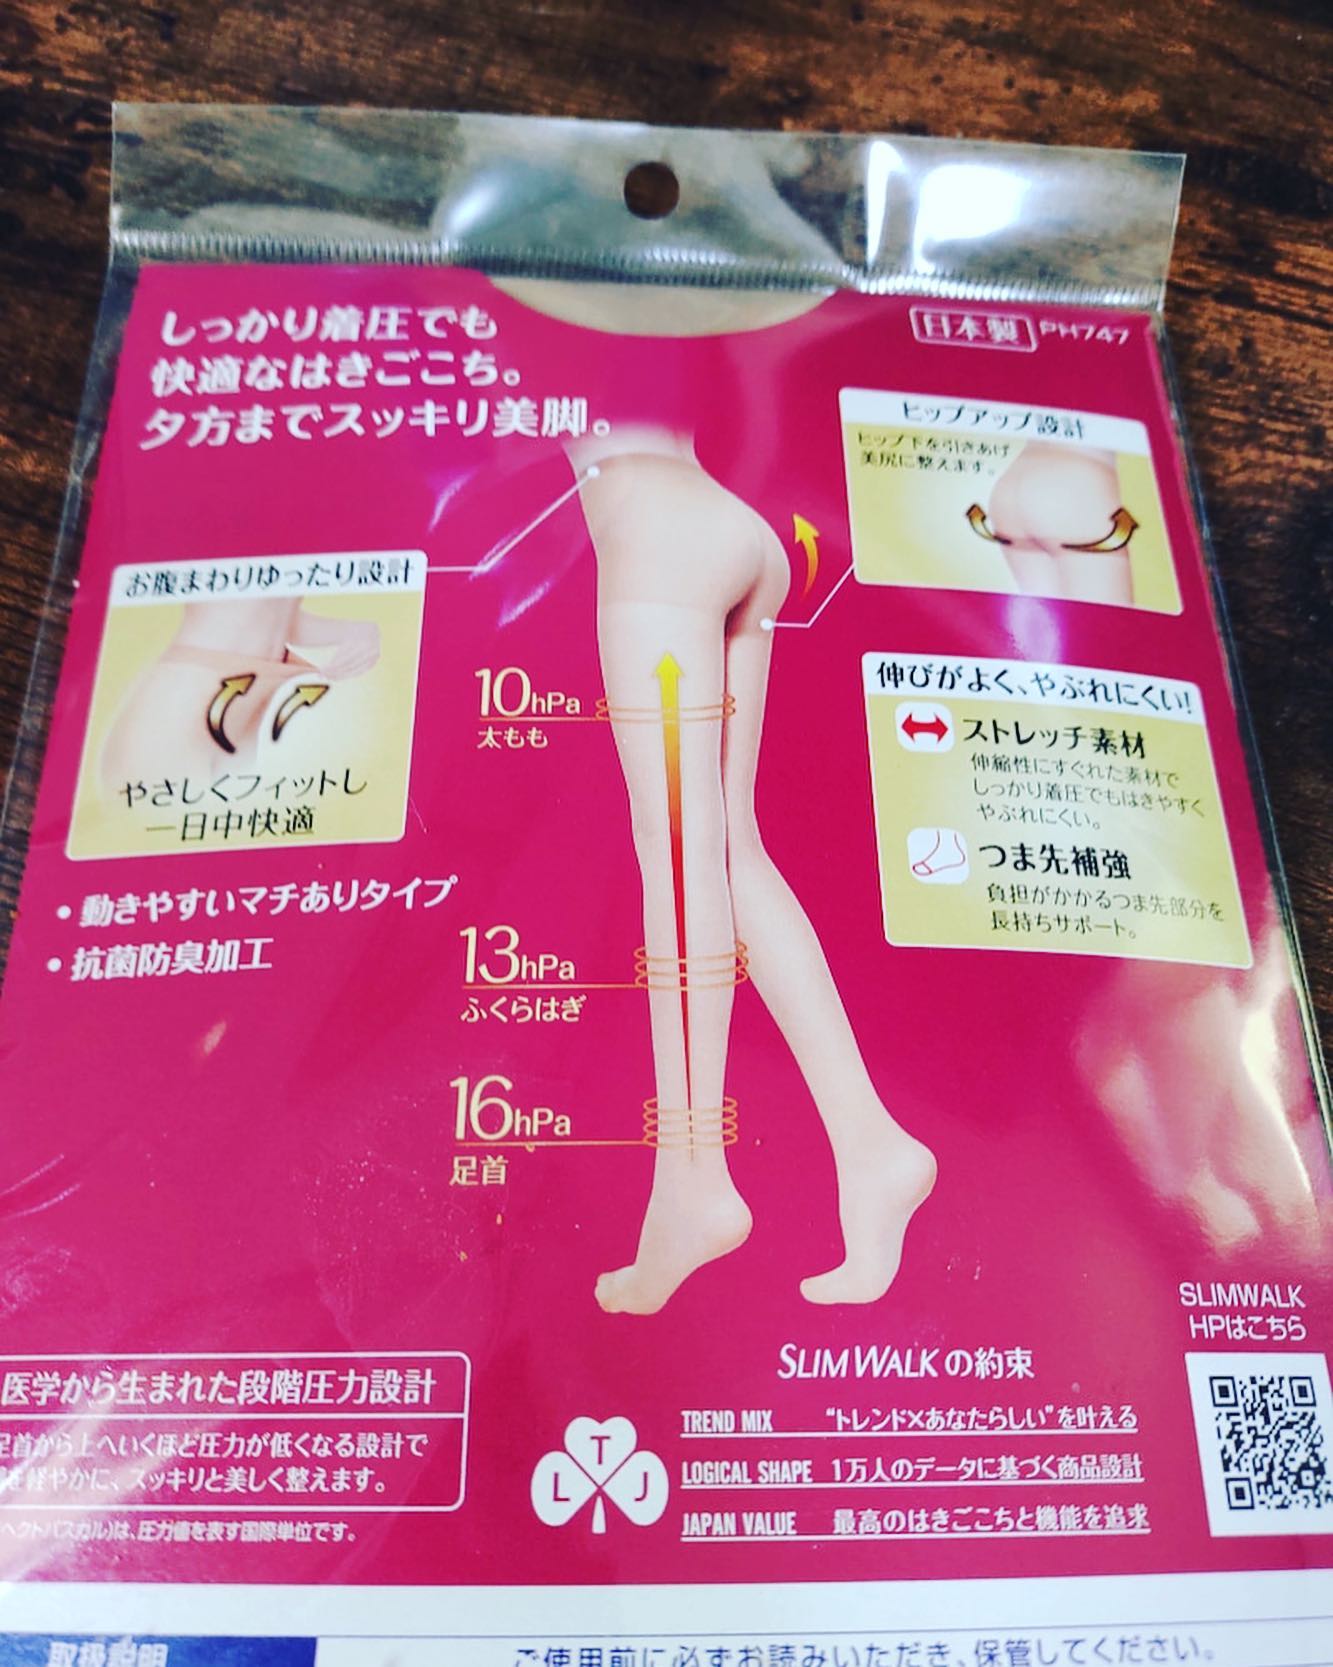 しっかり着圧でも
快適なはきごこち。
夕方までスッキリ美脚。
日本製 PH747
ヒップアップ設計
ヒップ下を引きあげ
美尻に整えます。
お腹まわりゆったり設計
やさしくフィットし
一日中快適
・動きやすいマチありタイプ
・抗菌防臭加工
10hPa
太もも
13hPa
ふくらはぎ
16hPa
足首
伸びがよく、やぶれにくい!
ストレッチ素材
伸縮性にすぐれた素材で
しっかり着圧でもはきやすく
やぶれにくい。
つま先補強
負担がかかるつま先部分を
長持ちサポート。
医学から生まれた段階圧力設計
足首から上へいくほど圧力が低くなる設計で
軽やかに、スッキリと美しく整えます。
ヘクトパスカル)は、圧力値を表す国際単位です。
SLIMWALKの約束
T
L J
TREND MIX “トレンド×あなたらしい”を叶える
LOGICAL SHAPE 1万人のデータに基づく商品設計
JAPAN VALUE 最高のはきごこちと機能を追求
SLIMWALK
HPはこちら
取扱説明
ご使用前に必ずお読みいただき、保管してください。